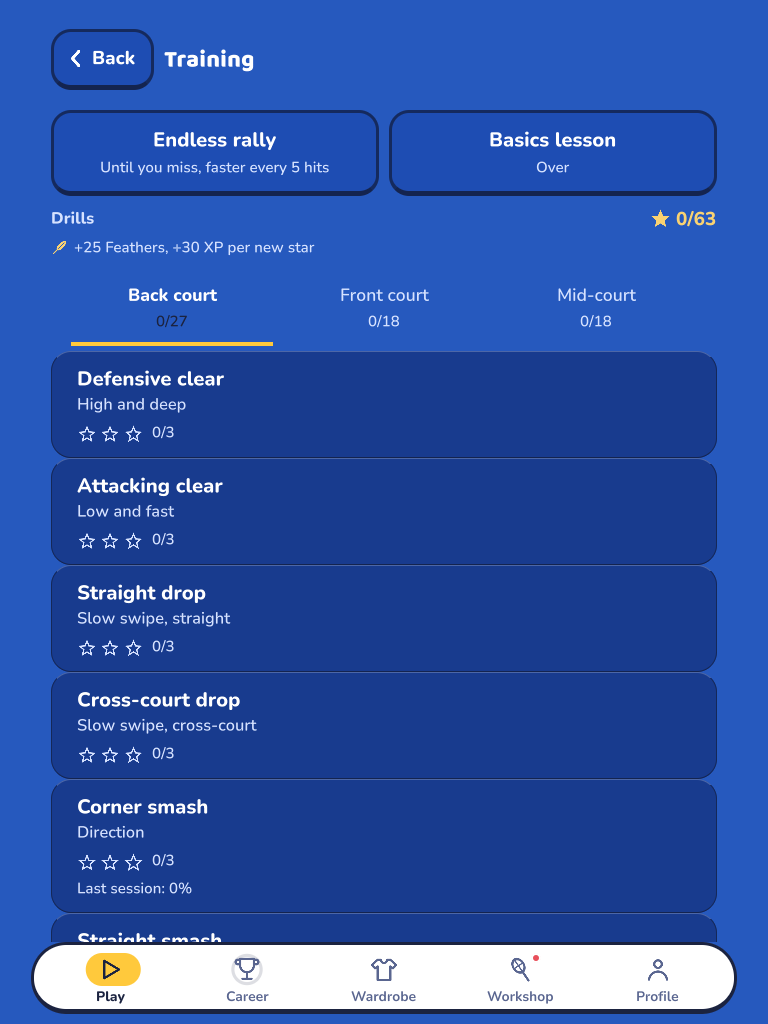 Back
Training
Endless rally
Until you miss, faster every 5 hits
Basics lesson
Over
Drills
0/63
+25 Feathers, +30 XP per new star
Back court
0/27
Front court
0/18
Mid-court
0/18
Defensive clear
High and deep
0/3
Attacking clear
Low and fast
0/3
Straight drop
Slow swipe, straight
0/3
Cross-court drop
Slow swipe, cross-court
0/3
Corner smash
Direction
0/3
Last session: 0%
Straight smash
Play
Career
Wardrobe
Workshop
Profile